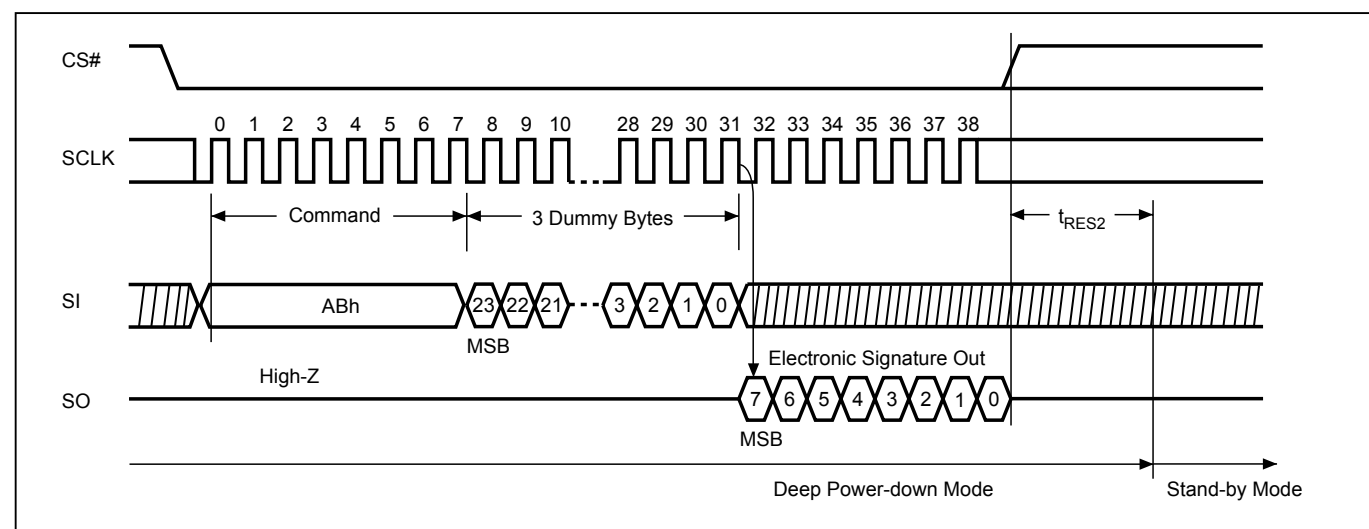 CS#
0 1 2 3 4 5 6 7 8 9 10 28 29 30 31 32 33 34 35 36 37 38
SCLK
Command 3 Dummy Bytes tRES2
SI ABh 23 22 21 3 2 1 0
MSB
Electronic Signature Out
High-Z
SO 7 6 5 4 3 2 1 0
MSB
Deep Power-down Mode Stand-by Mode